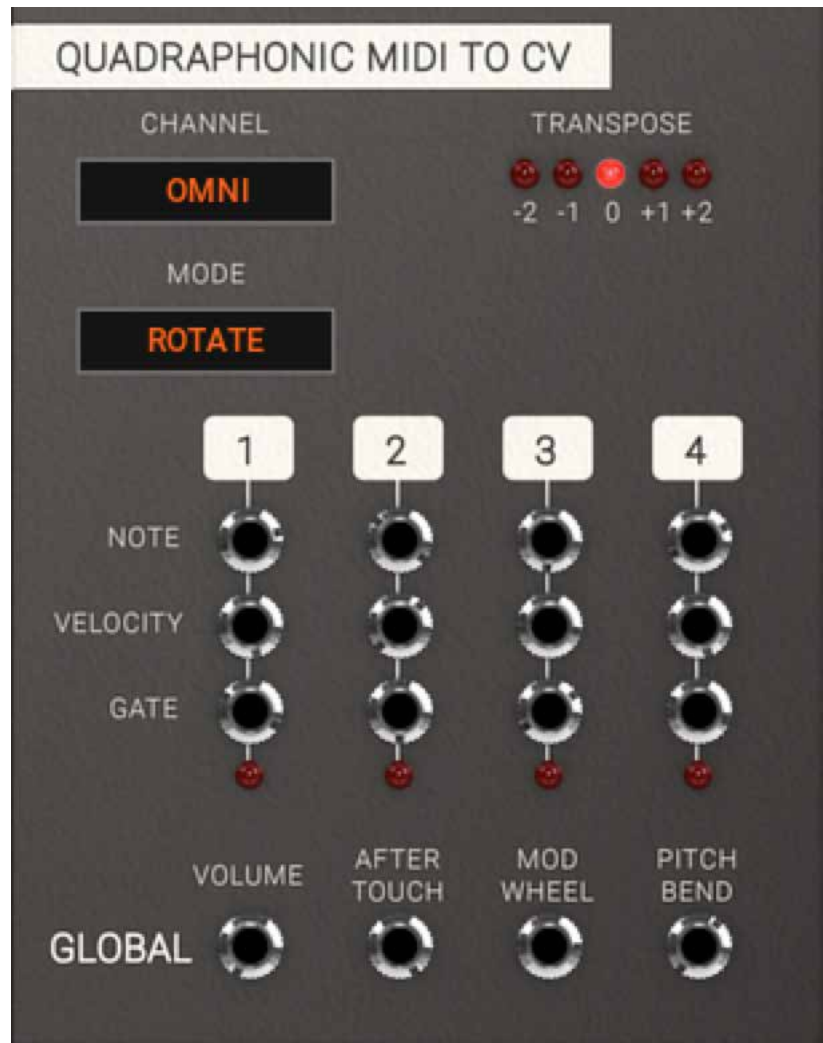 QUADRAPHONIC MIDI TO CV
CHANNEL
TRANSPOSE
OMNI
-2 -1 0 +1 +2
MODE
ROTATE
1 2 3 4
NOTE
VELOCITY
GATE
VOLUME
AFTER TOUCH
MOD WHEEL
PITCH BEND
GLOBAL